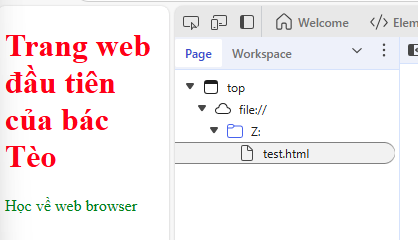 Trang web
đầu tiên
của bác
Tèo
Học về web browser
Welcome
Elem
Page
Workspace
top
file://
Z:
test.html